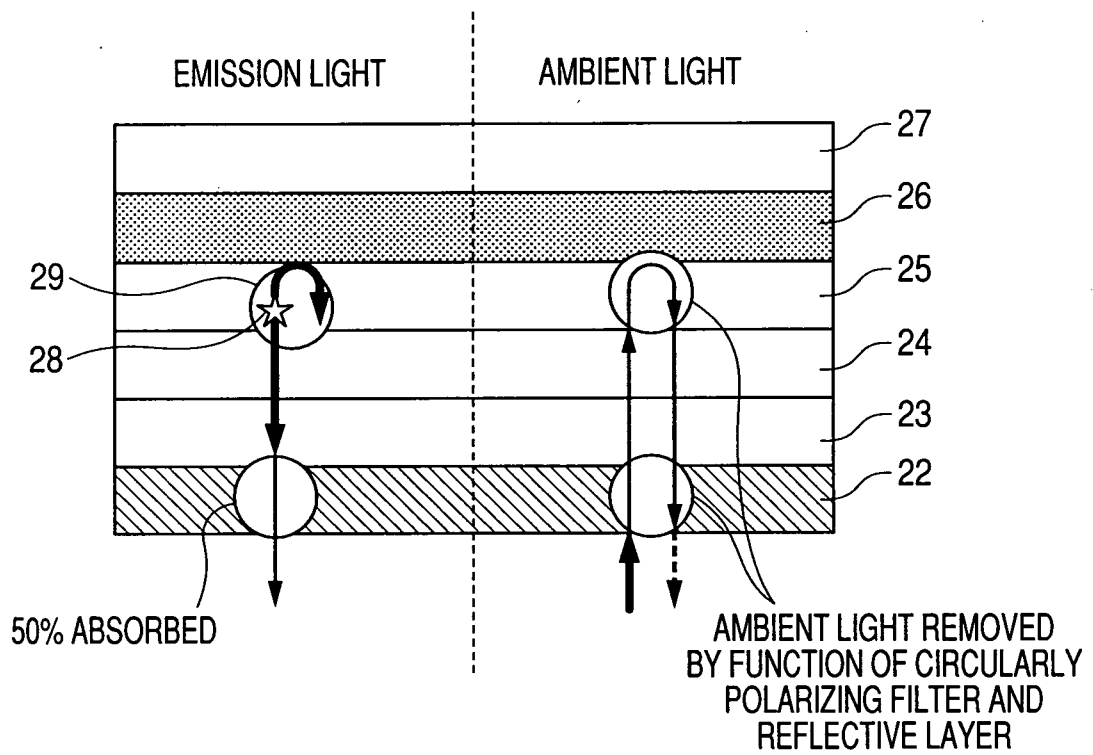 EMISSION LIGHT
AMBIENT LIGHT
27
26
29
25
28
24
23
22
50% ABSORBED
AMBIENT LIGHT REMOVED
BY FUNCTION OF CIRCULARLY
POLARIZING FILTER AND
REFLECTIVE LAYER